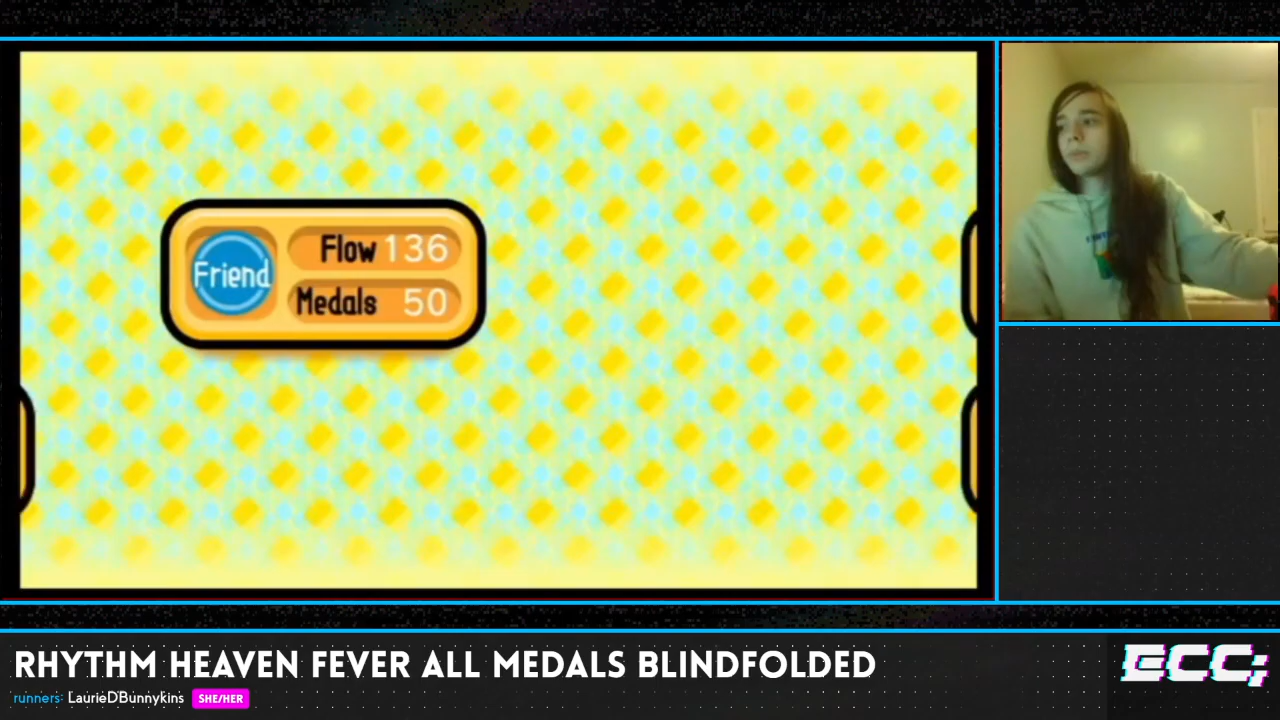 Friend
Flow 136
Medals 50
RHYTHM HEAVEN FEVER ALL MEDALS BLINDFOLDED
runners: LaurieDBunnykins SHE/HER
ECC;